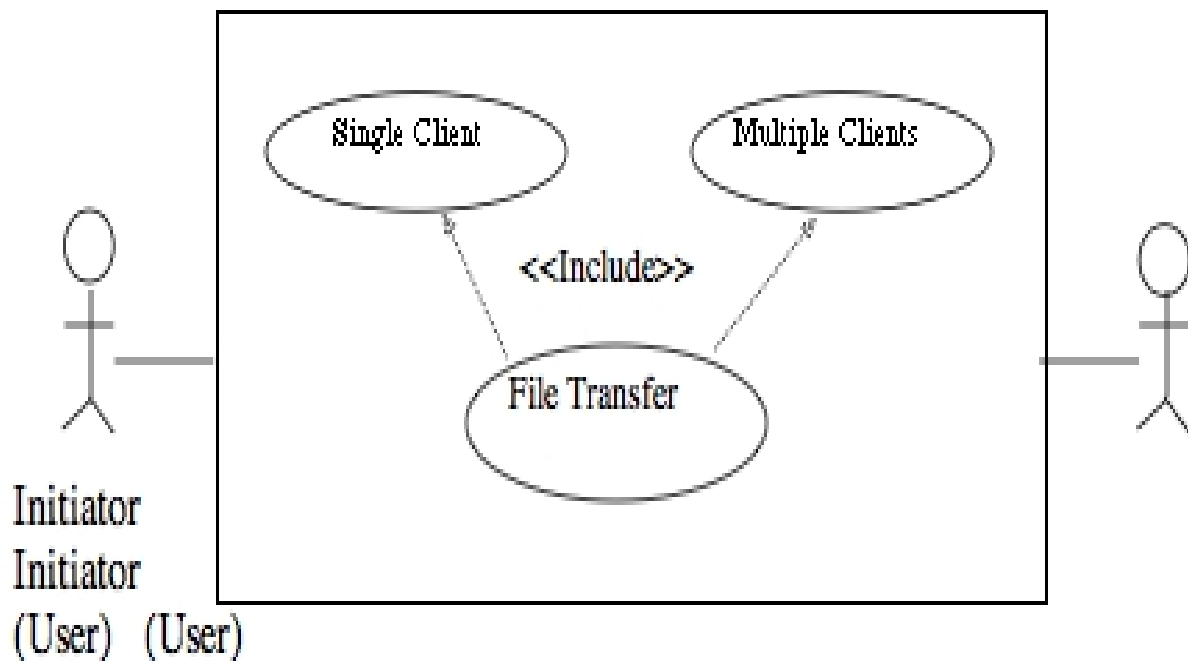 Single Client
Multiple Clients
<<Include>>
File Transfer
Initiator
Initiator
(User) (User)